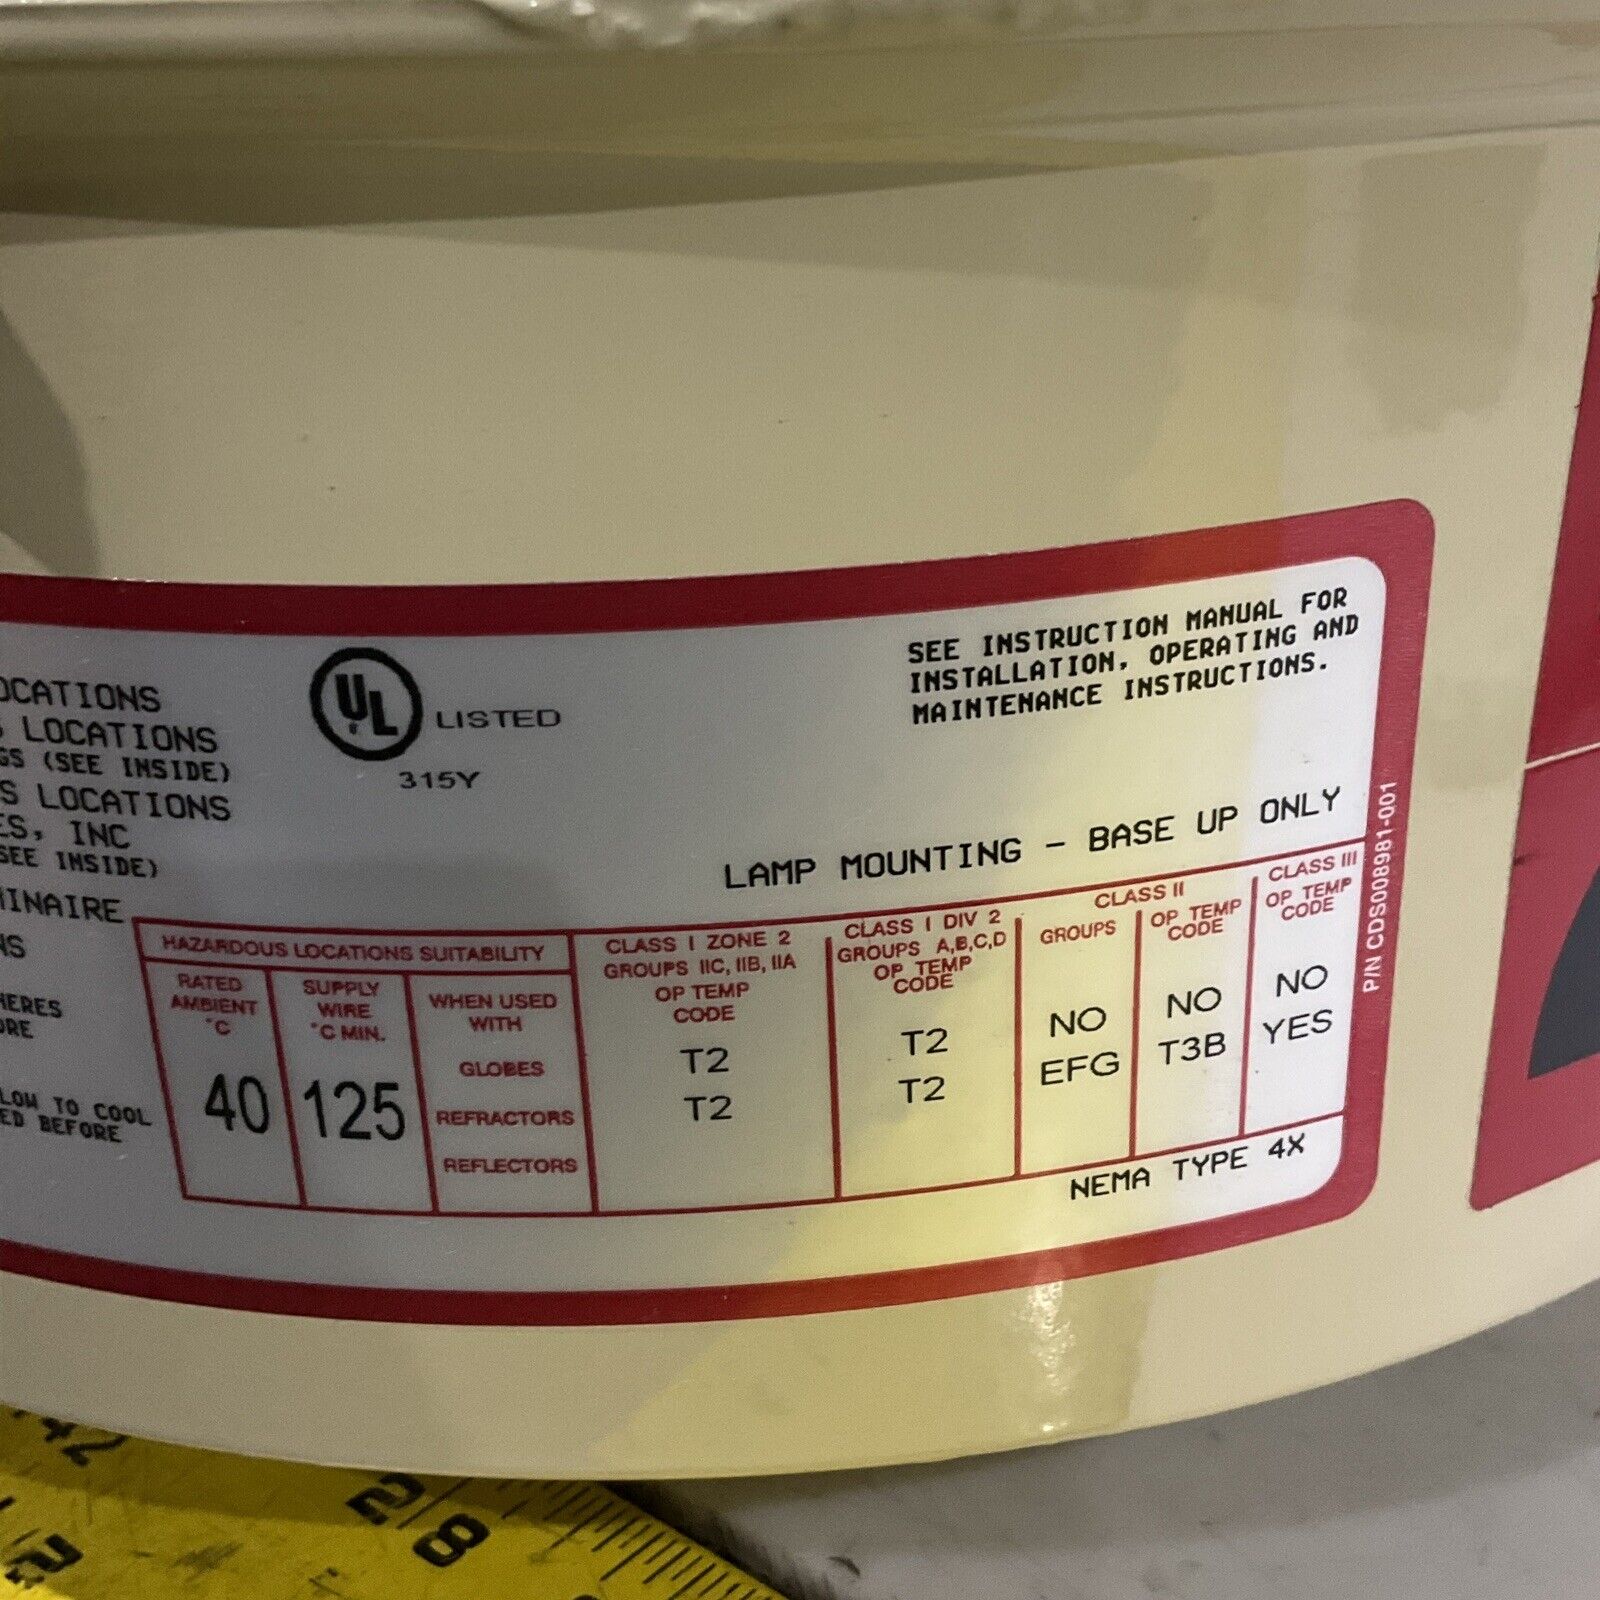 OCATIONS
LOCATIONS
GS (SEE INSIDE)
S LOCATIONS
ES, INC
SEE INSIDE)
INAIRE
NS
HERES
ORE
LOW TO COOL
ED BEFORE
UL LISTED
315Y
SEE INSTRUCTION MANUAL FOR
INSTALLATION, OPERATING AND
MAINTENANCE INSTRUCTIONS.
LAMP MOUNTING - BASE UP ONLY
HAZARDOUS LOCATIONS SUITABILITY
RATED
AMBIENT
°C
40
SUPPLY
WIRE
°C MIN.
125
WHEN USED
WITH
GLOBES
REFRACTORS
REFLECTORS
CLASS I ZONE 2
GROUPS IIC, IIB, IIA
OP TEMP
CODE
T2
T2
CLASS I DIV 2
GROUPS A,B,C,D
OP TEMP
CODE
T2
T2
CLASS II
GROUPS
NO
EFG
OP TEMP
CODE
NO
T3B
CLASS III
OP TEMP
CODE
NO
YES
NEMA TYPE 4X
P/N CDS008981-001
2
28